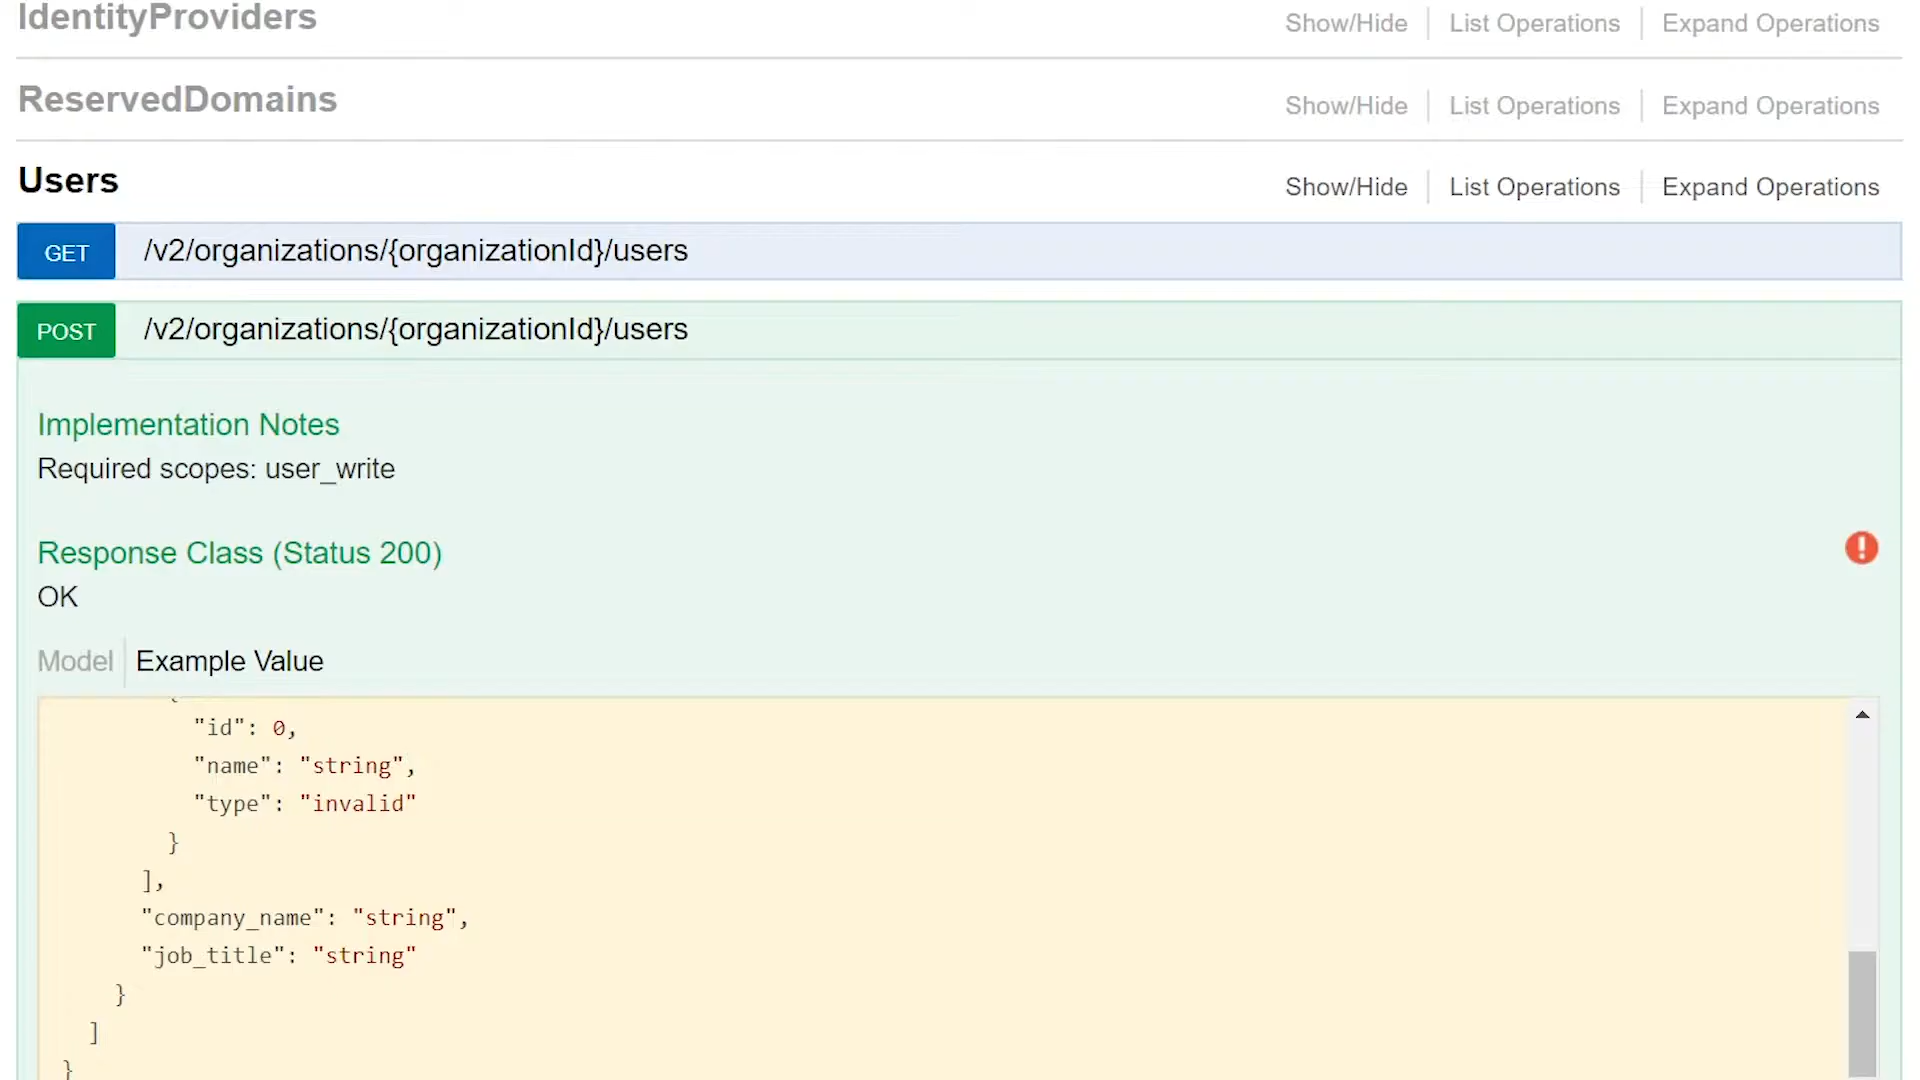 IdentityProviders Show/Hide List Operations Expand Operations
ReservedDomains Show/Hide List Operations Expand Operations
Users Show/Hide List Operations Expand Operations
GET /v2/organizations/{organizationId}/users
POST /v2/organizations/{organizationId}/users
Implementation Notes
Required scopes: user_write
Response Class (Status 200)
OK
Model Example Value
"id": 0,
"name": "string",
"type": "invalid"
}
],
"company_name": "string",
"job_title": "string"
}
]
}